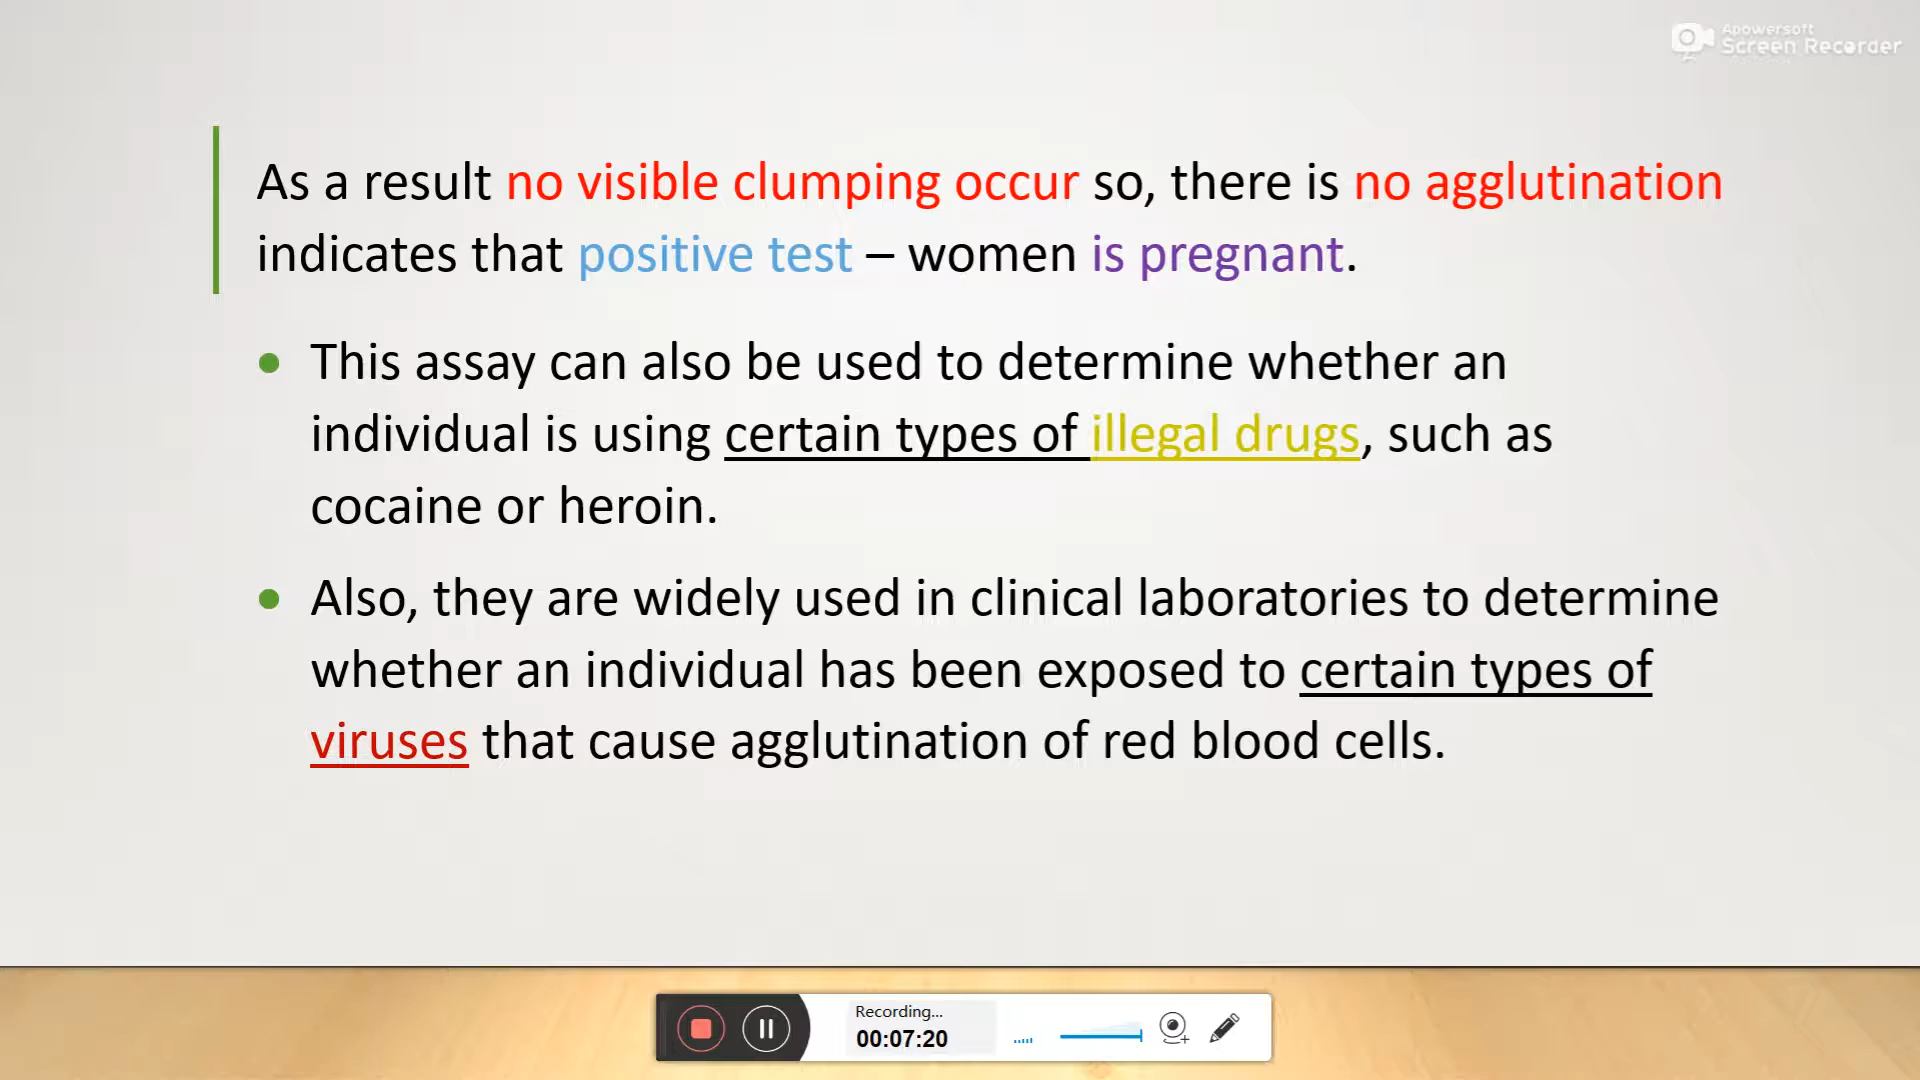 Apowersoft
Screen Recorder
As a result no visible clumping occur so, there is no agglutination
indicates that positive test – women is pregnant.
This assay can also be used to determine whether an
individual is using certain types of illegal drugs, such as
cocaine or heroin.
Also, they are widely used in clinical laboratories to determine
whether an individual has been exposed to certain types of
viruses that cause agglutination of red blood cells.
Recording...
00:07:20